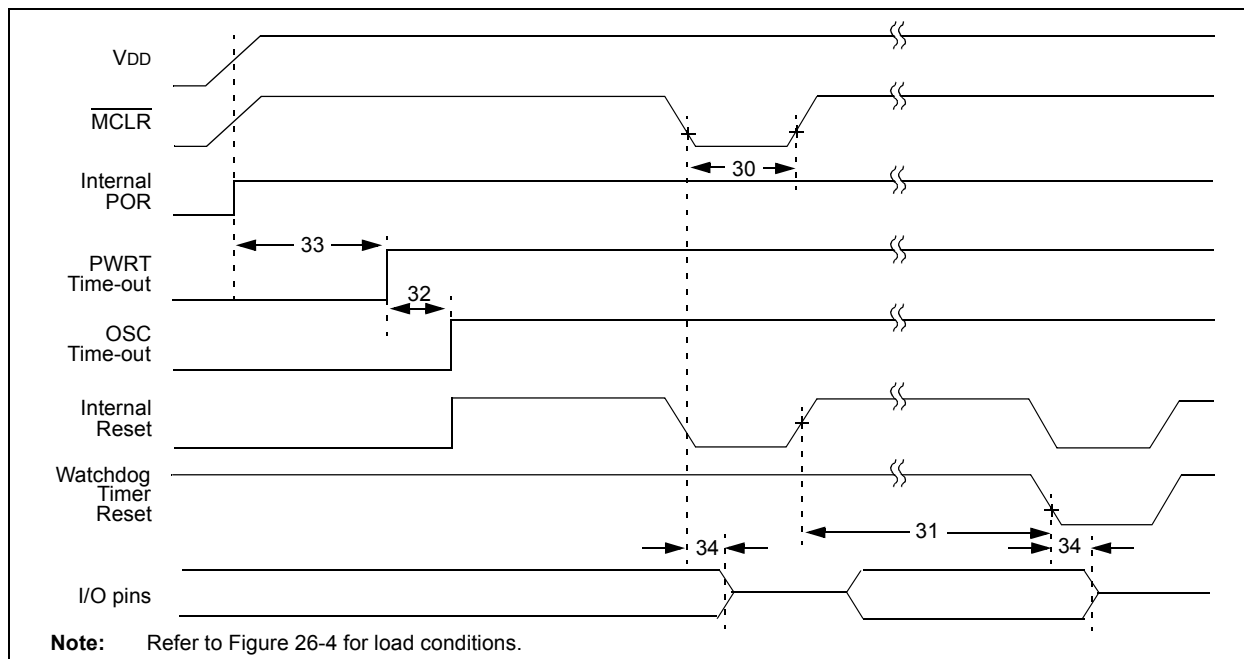 VDD
MCLR
30
Internal
POR
33
PWRT
Time-out
32
OSC
Time-out
Internal
Reset
Watchdog
Timer
Reset
31
34
34
I/O pins
Note: Refer to Figure 26-4 for load conditions.